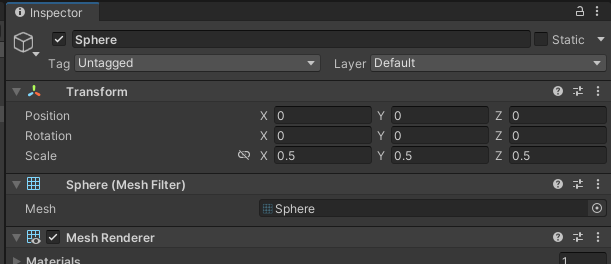 Inspector
Sphere Static
Tag Untagged Layer Default
Transform
Position X 0 Y 0 Z 0
Rotation X 0 Y 0 Z 0
Scale X 0.5 Y 0.5 Z 0.5
Sphere (Mesh Filter)
Mesh Sphere
Mesh Renderer
Materials 1